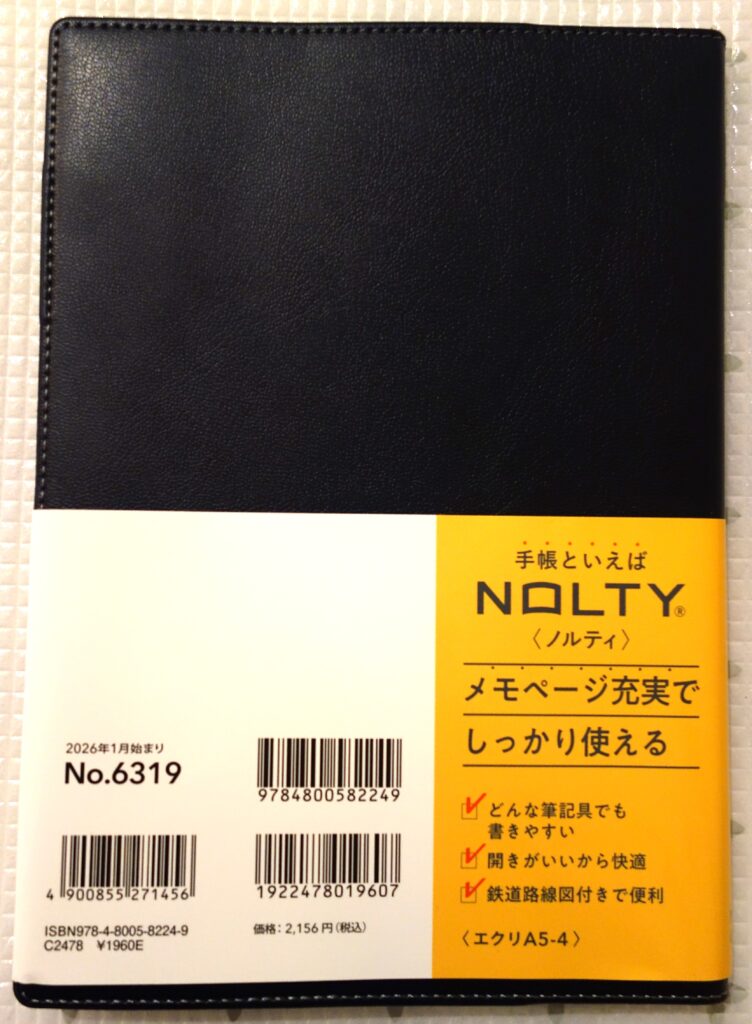 手帳といえば
NOLTY®
〈ノルティ〉
メモページ充実で
しっかり使える
どんな筆記具でも
書きやすい
開きがいいから快適
鉄道路線図付きで便利
〈エクリA5-4〉
2026年1月始まり
No.6319
9784800582249
4 900855 271456
1922478019607
ISBN978-4-8005-8224-9
C2478 ¥1960E
価格：2,156円（税込）